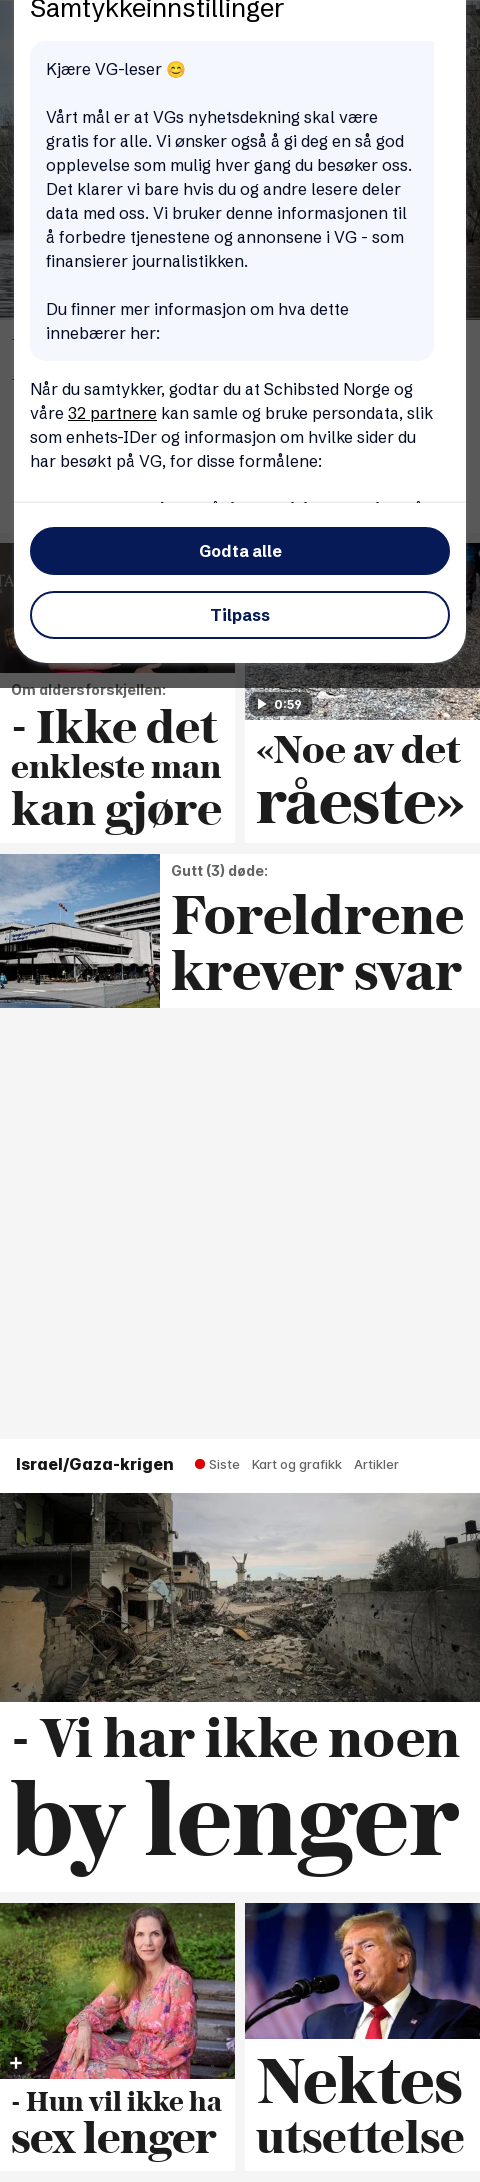 Samtykkeinnstillinger
Kjære VG-leser 😊
Vårt mål er at VGs nyhetsdekning skal være
gratis for alle. Vi ønsker også å gi deg en så god
opplevelse som mulig hver gang du besøker oss.
Det klarer vi bare hvis du og andre lesere deler
data med oss. Vi bruker denne informasjonen til
å forbedre tjenestene og annonsene i VG - som
finansierer journalistikken.
Du finner mer informasjon om hva dette
innebærer her:
Når du samtykker, godtar du at Schibsted Norge og
våre 32 partnere kan samle og bruke persondata, slik
som enhets-IDer og informasjon om hvilke sider du
har besøkt på VG, for disse formålene:
Godta alle
Tilpass
Om aldersforskjellen:
- Ikke det
enkleste man
kan gjøre
0:59
«Noe av det
råeste»
Gutt (3) døde:
Foreldrene
krever svar
Israel/Gaza-krigen
Siste Kart og grafikk Artikler
- Vi har ikke noen
by lenger
- Hun vil ikke ha
sex lenger
Nektes
utsettelse